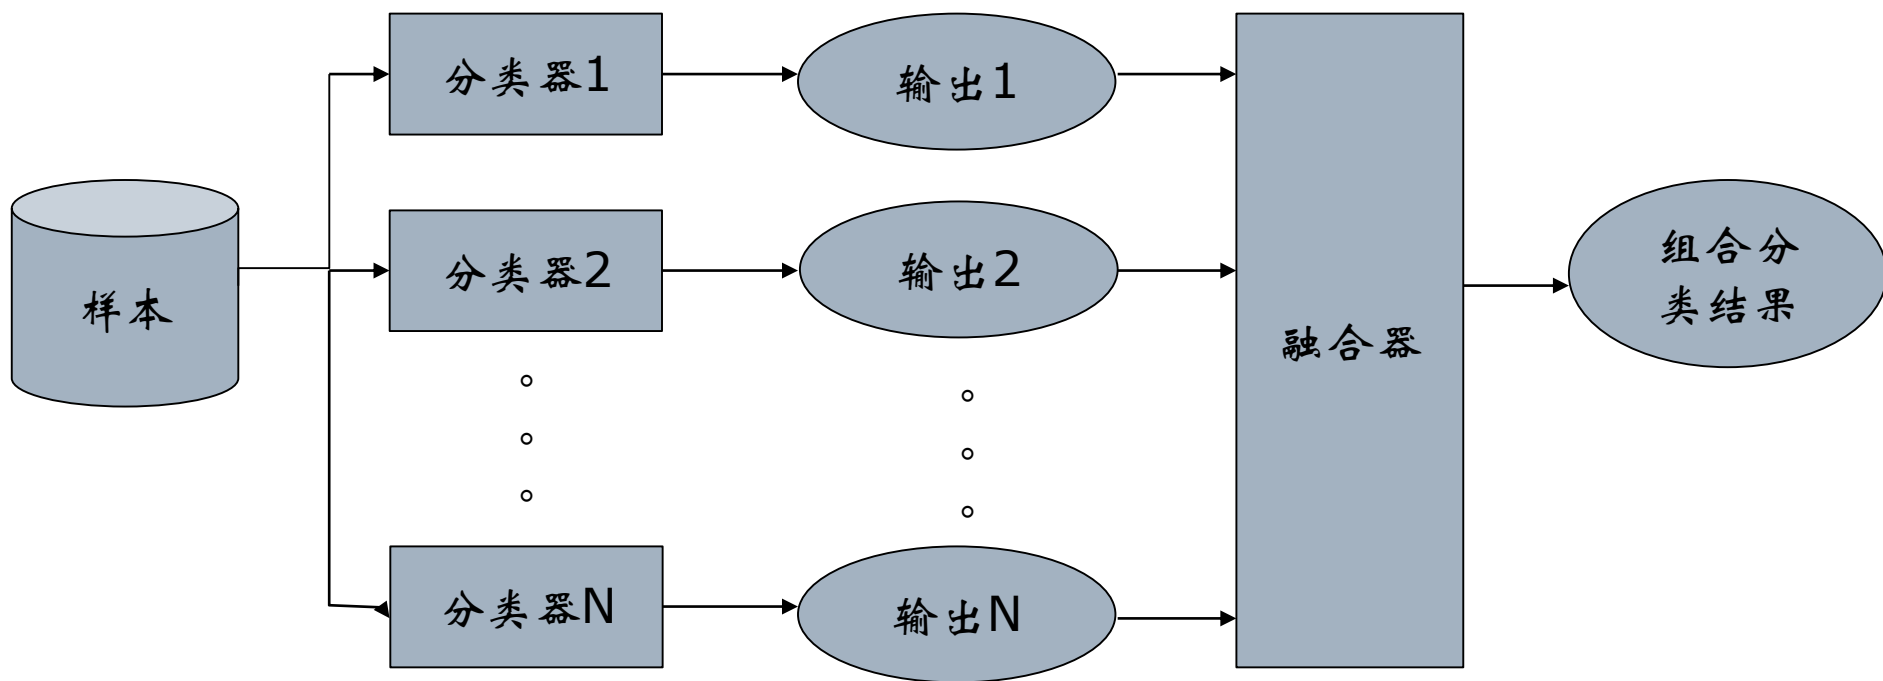 分类器1
输出1
样本
分类器2
输出2
融合器
组合分
类结果
分类器N
输出N